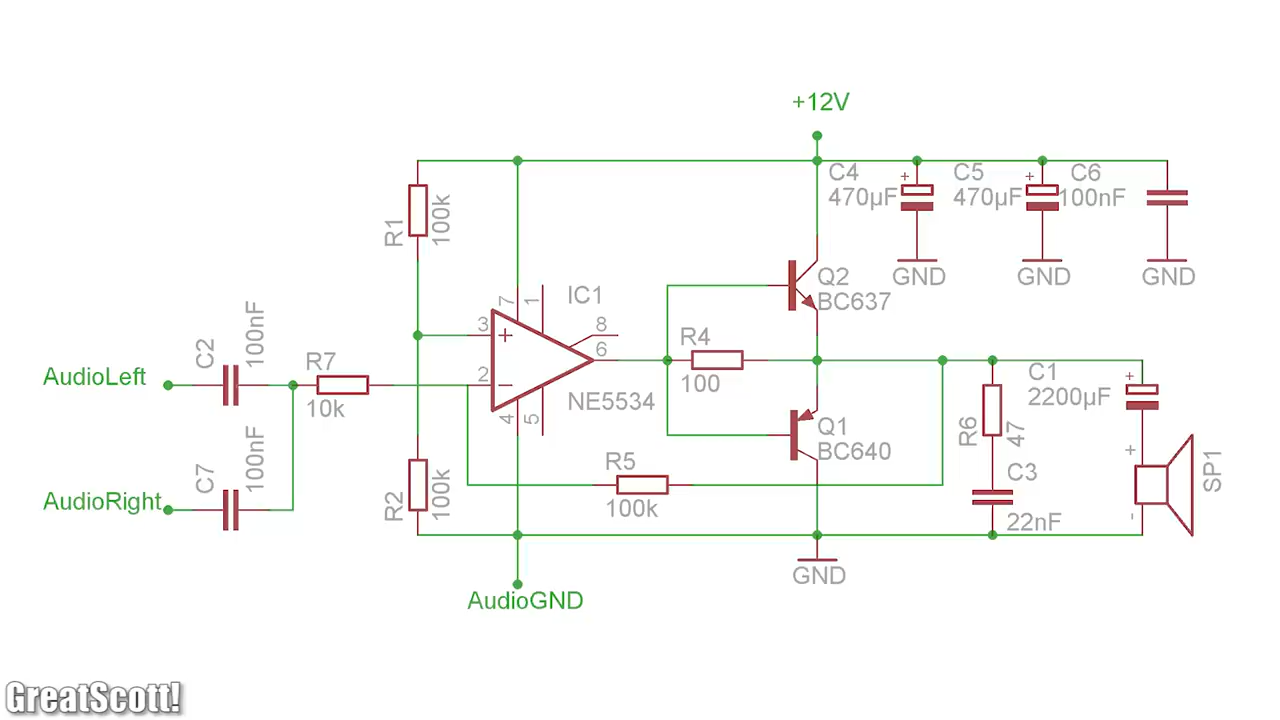 +12V
C4
470µF
+
C5
470µF
+
C6
100nF
GND
GND
GND
R1
100k
7
1
IC1
3
+
8
6
2
-
4
5
NE5534
Q2
BC637
R4
100
Q1
BC640
C2
100nF
AudioLeft
R7
10k
C7
100nF
AudioRight
R2
100k
R5
100k
R6
47
C3
22nF
C1
2200µF
+
+
-
SP1
GND
AudioGND
GreatScott!